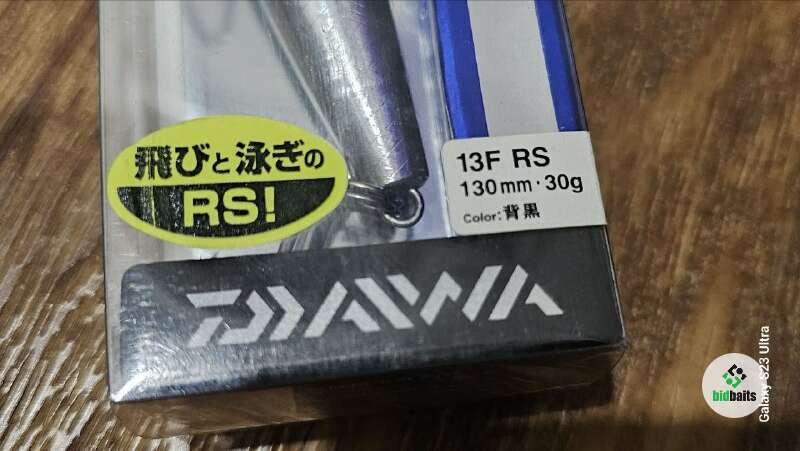 飛びと泳ぎの
RS!
13F RS
130mm・30g
Color:背黒
DAIWA
bidbaits
Galaxy S23 Ultra